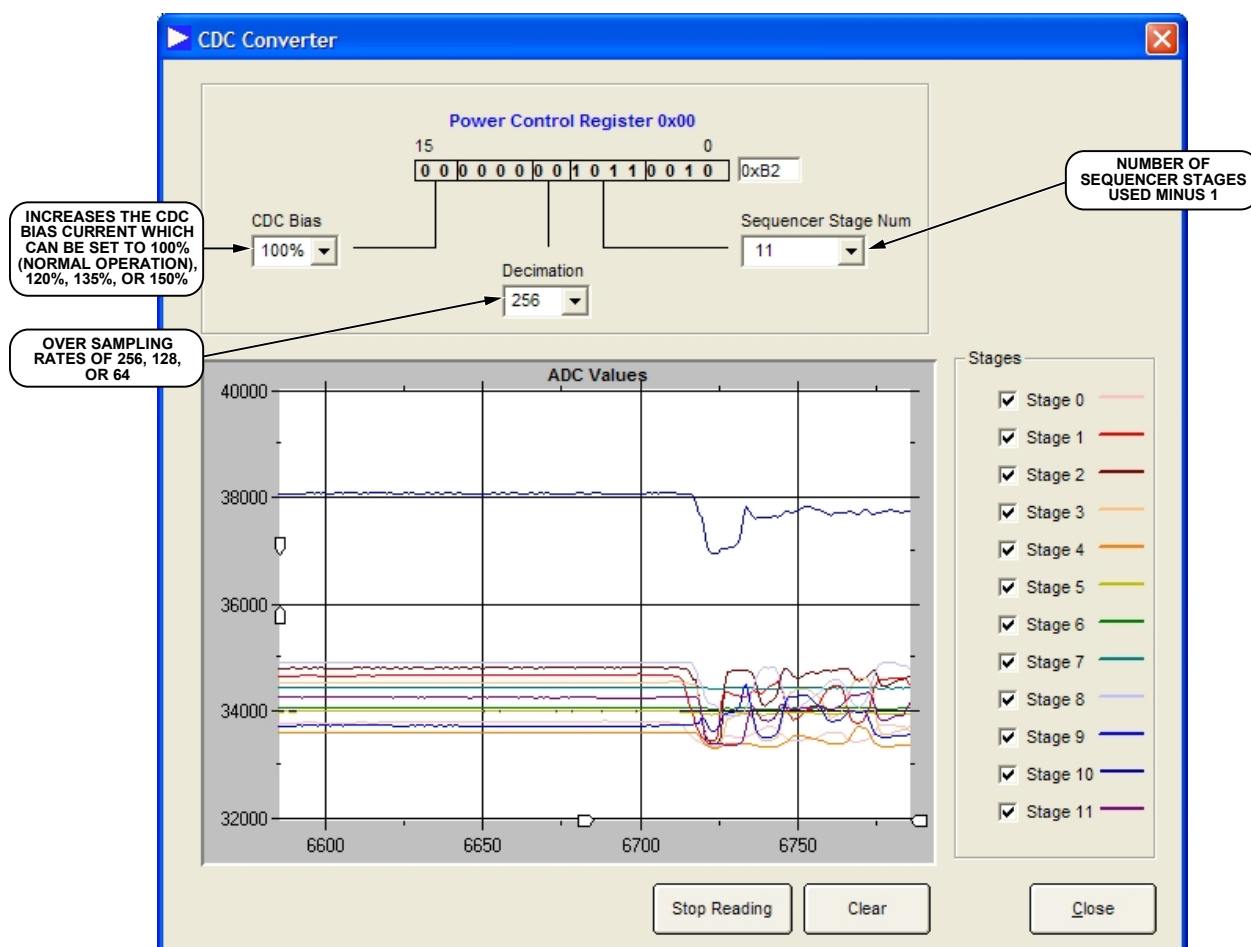 CDC Converter
Power Control Register 0x00
15 0
0 0 0 0 0 0 0 0 1 0 1 1 0 0 1 0 0xB2
NUMBER OF
SEQUENCER STAGES
USED MINUS 1
INCREASES THE CDC
BIAS CURRENT WHICH
CAN BE SET TO 100%
(NORMAL OPERATION),
120%, 135%, OR 150%
CDC Bias
100%
Sequencer Stage Num
11
Decimation
256
OVER SAMPLING
RATES OF 256, 128,
OR 64
ADC Values
40000
38000
36000
34000
32000
6600 6650 6700 6750
Stages
Stage 0
Stage 1
Stage 2
Stage 3
Stage 4
Stage 5
Stage 6
Stage 7
Stage 8
Stage 9
Stage 10
Stage 11
Stop Reading Clear Close